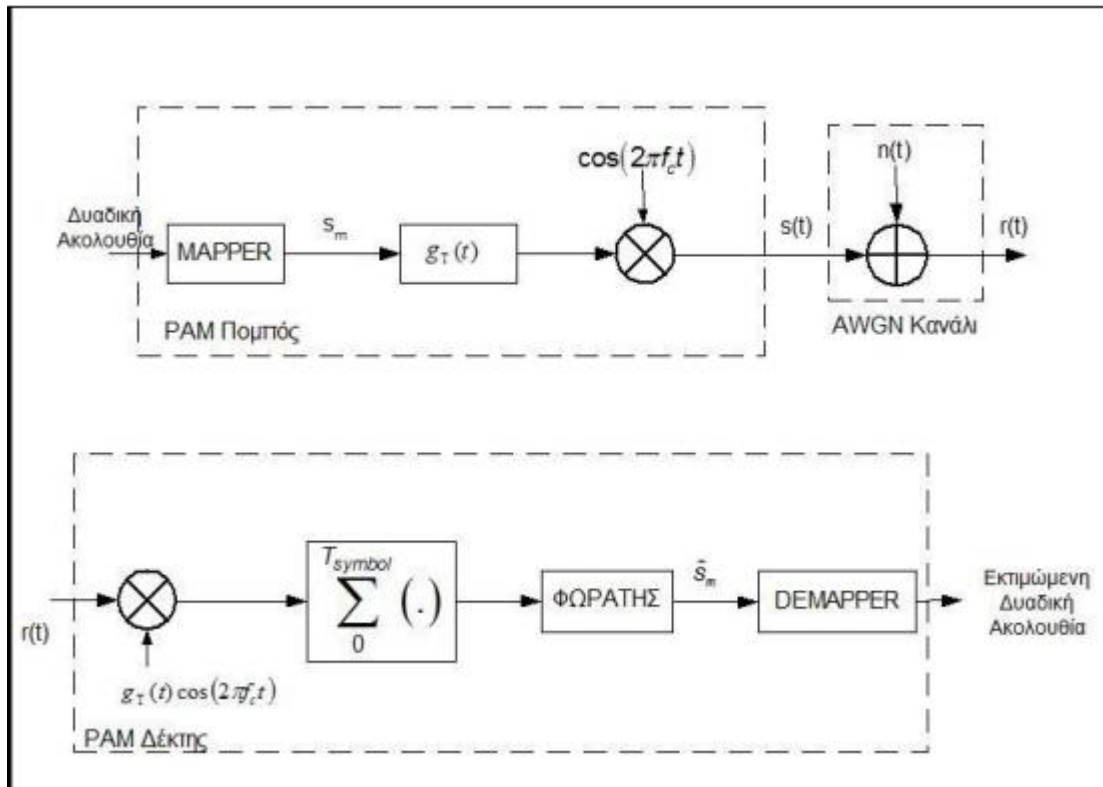 cos(2πf_c t)
n(t)
Δυαδική
Ακολουθία
MAPPER
s_m
g_T(t)
s(t)
r(t)
PAM Πομπός
AWGN Κανάλι
r(t)
g_T(t) cos(2πf_c t)
T_symbol
∑ (.)
0
ΦΩΡΑΤΗΣ
ŝ_m
DEMAPPER
Εκτιμώμενη
Δυαδική
Ακολουθία
PAM Δέκτης